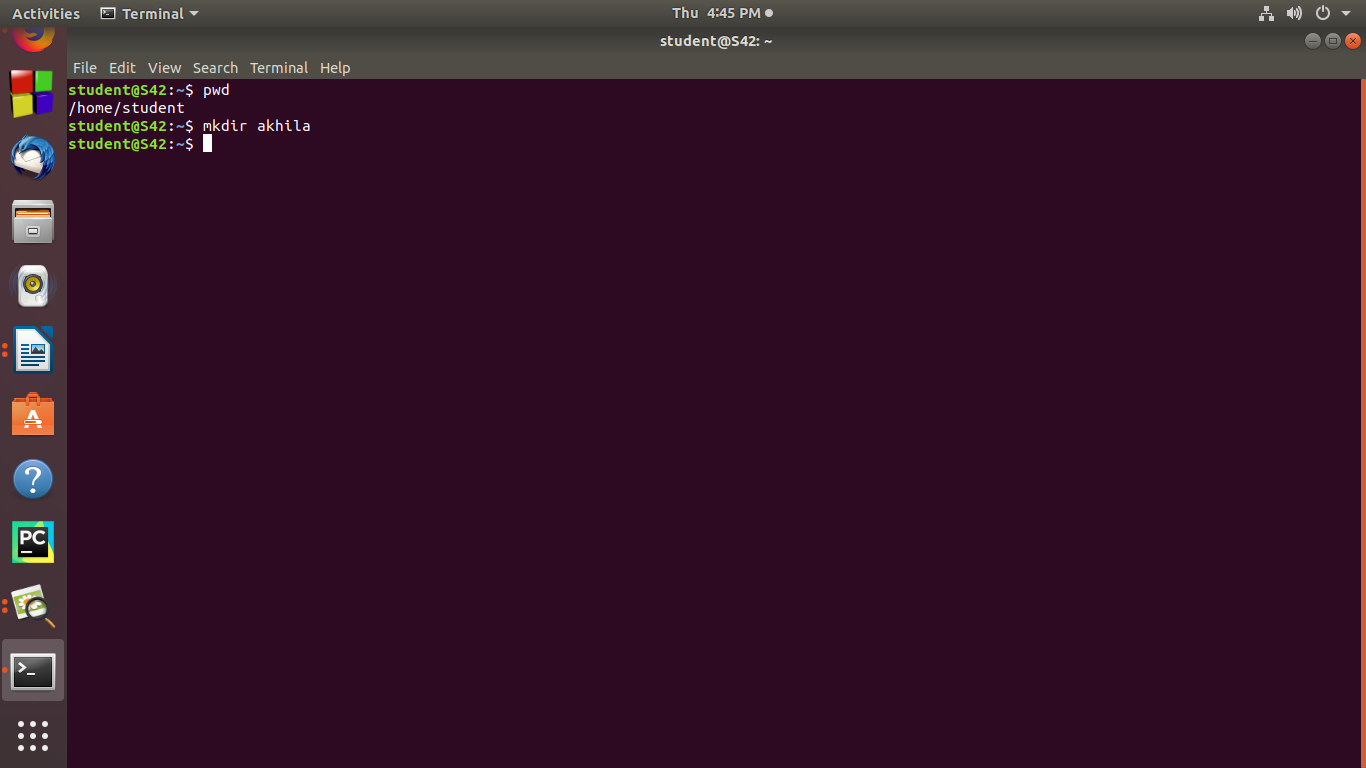 Activities Terminal Thu 4:45 PM
student@S42: ~
File Edit View Search Terminal Help
student@S42:~$ pwd
/home/student
student@S42:~$ mkdir akhila
student@S42:~$
A
?
PC
>_